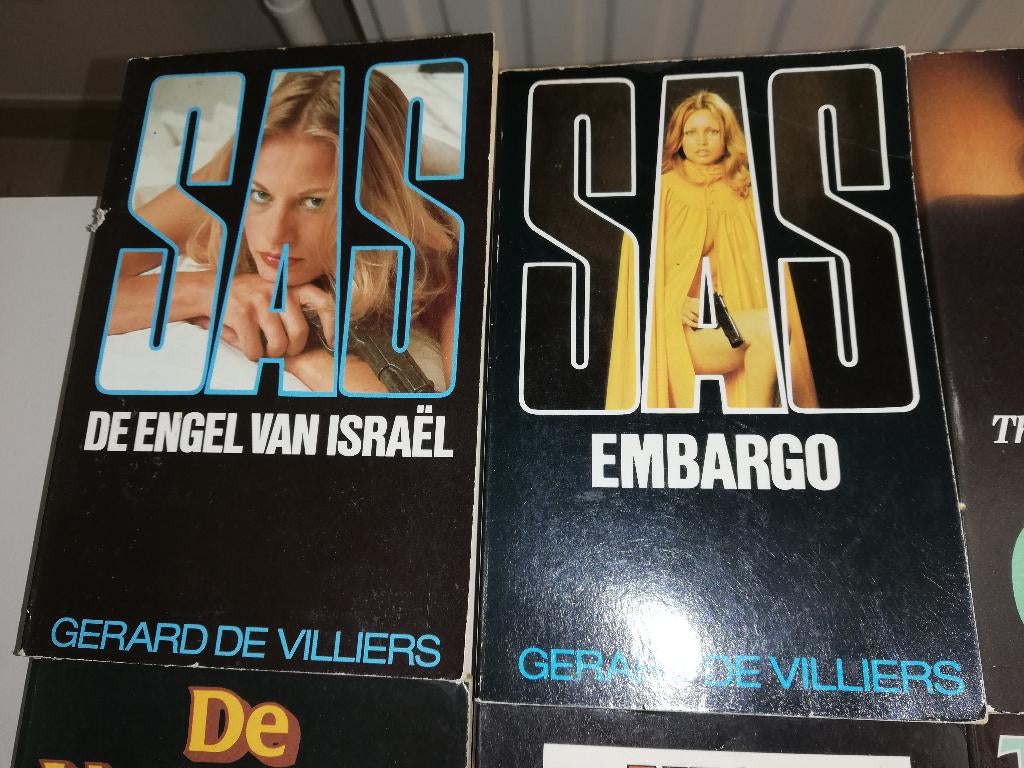 SAS
DE ENGEL VAN ISRAËL
GERARD DE VILLIERS
SAS
EMBARGO
GERARD DE VILLIERS
De